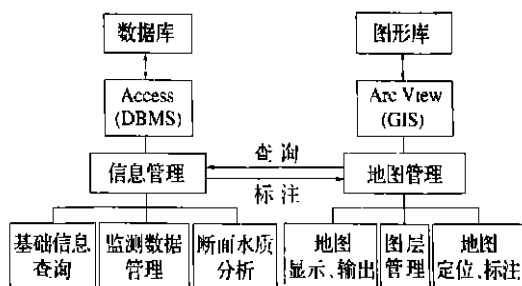 数据库
图形库
Access
(DBMS)
Arc View
(GIS)
信息管理
查询
标注
地图管理
基础信息
查询
监测数据
管理
断面水质
分析
地图
显示、输出
图层
管理
地图
定位、标注